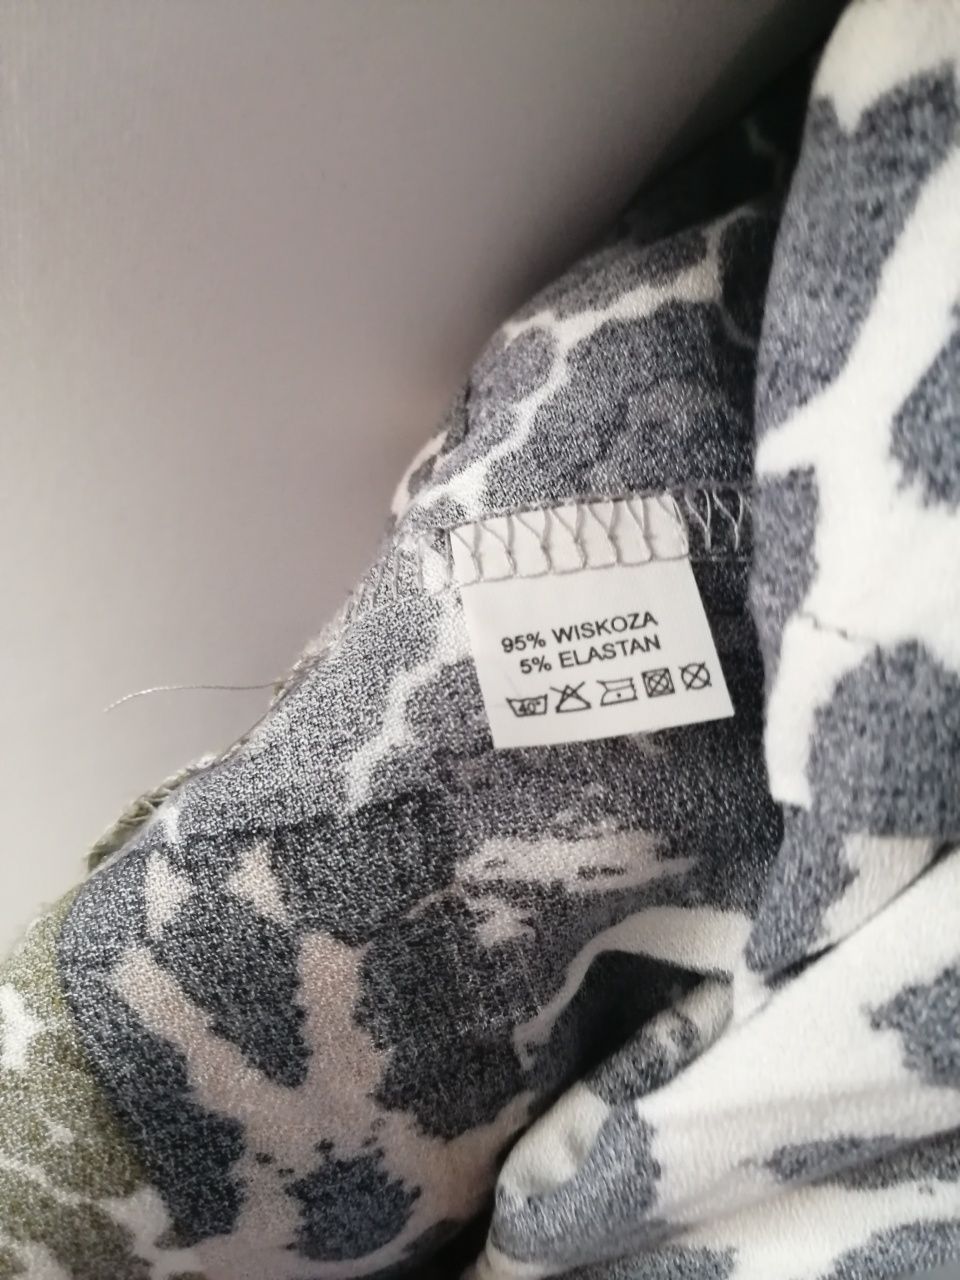 95% WISKOZA
5% ELASTAN
40°